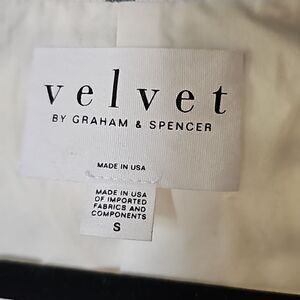 velvet
BY GRAHAM & SPENCER
MADE IN USA
MADE IN USA
OF IMPORTED
FABRICS AND
COMPONENTS
S